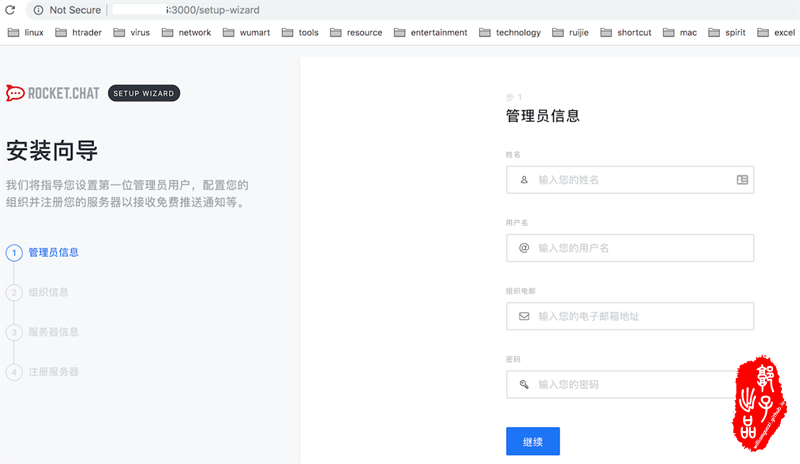 Not Secure
:3000/setup-wizard
linux
htrader
virus
network
wumart
tools
resource
entertainment
technology
ruijie
shortcut
mac
spirit
excel
ROCKET.CHAT
SETUP WIZARD
安装向导
我们将指导您设置第一位管理员用户，配置您的
组织并注册您的服务器以接收免费推送通知等。
1 管理员信息
2 组织信息
3 服务器信息
4 注册服务器
步 1
管理员信息
姓名
输入您的姓名
用户名
@ 输入您的用户名
组织电邮
输入您的电子邮箱地址
密码
输入您的密码
继续
郭子
出品